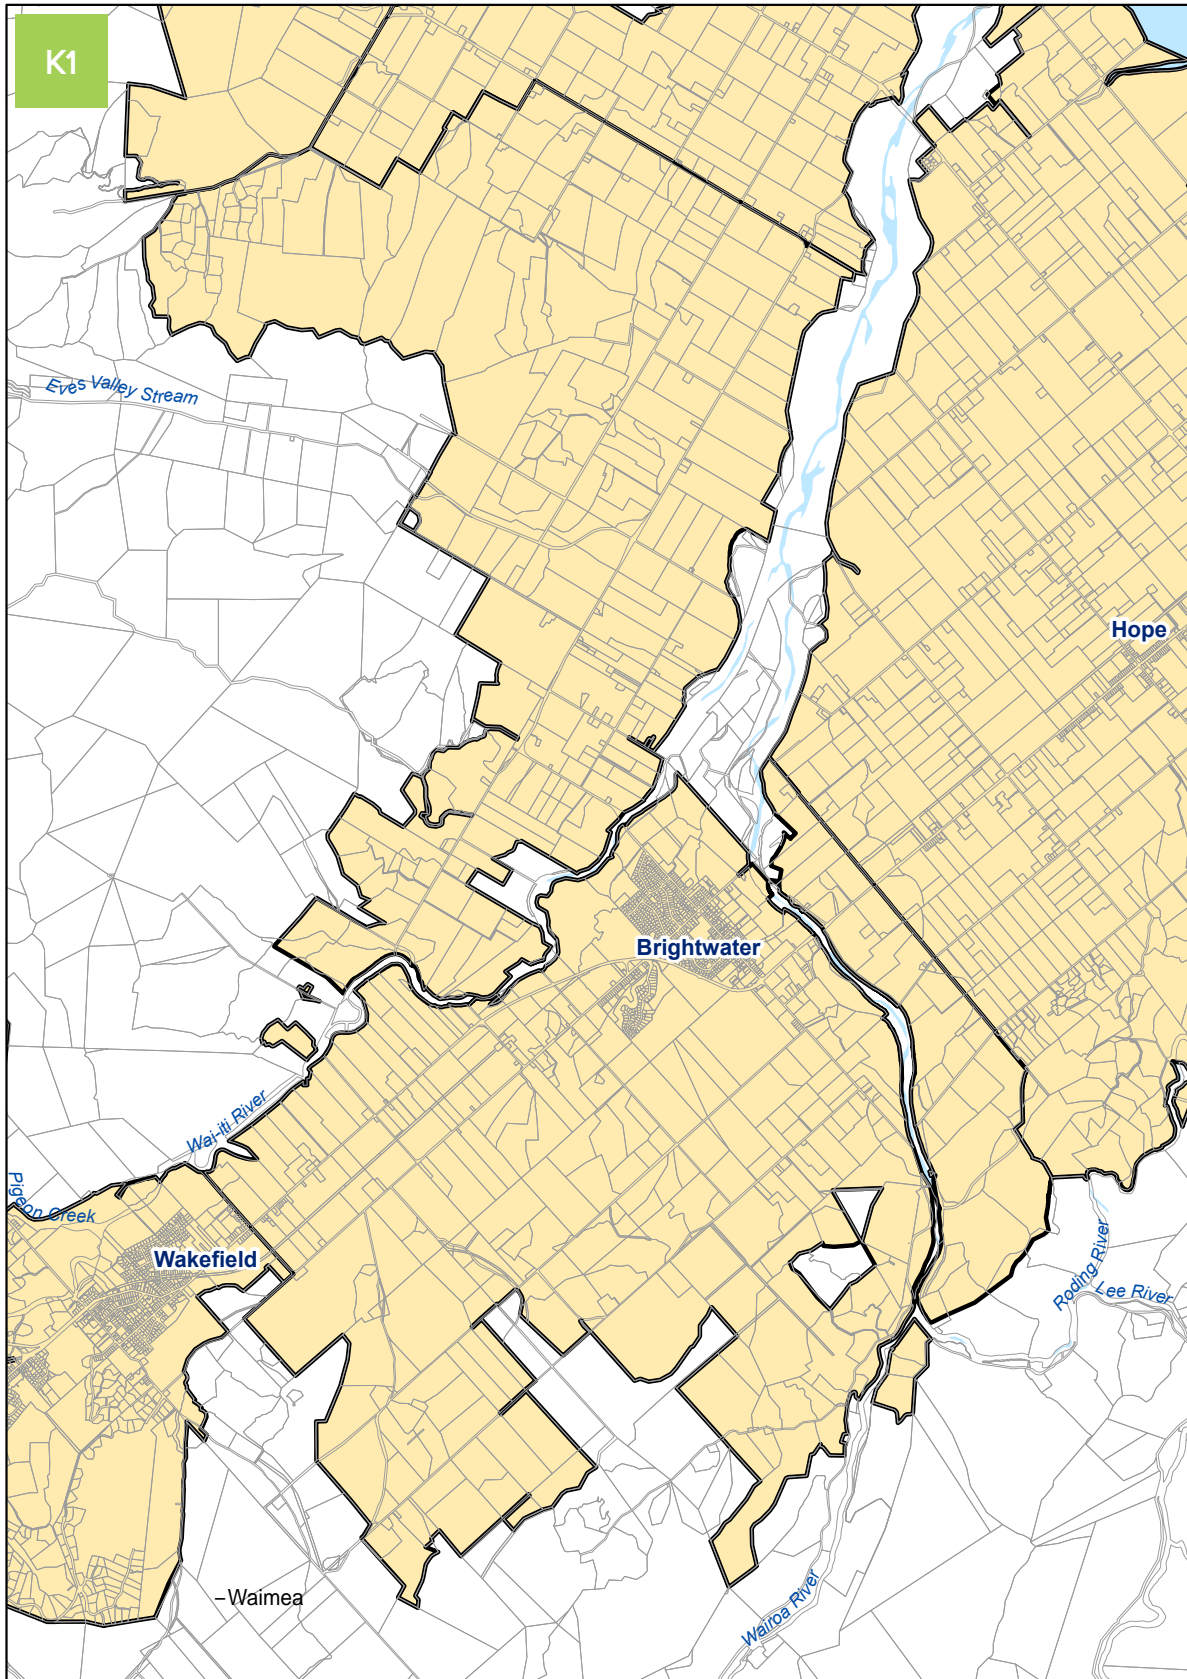 K1
Eves Valley Stream
Hope
Brightwater
Wai-iti River
Pigeon Creek
Wakefield
Roding River
Lee River
Waimea
Wairoa River